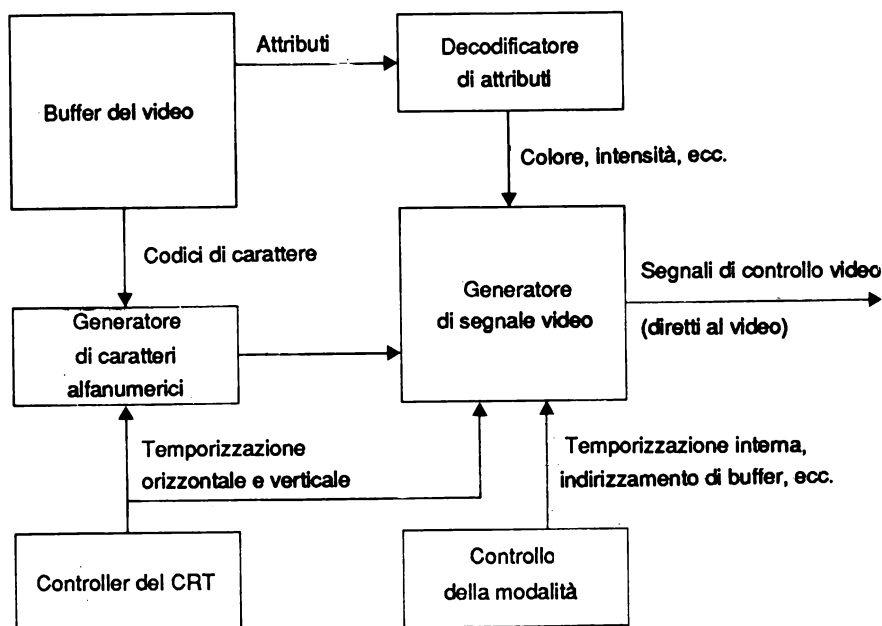 Attributi
Decodificatore
di attributi
Buffer del video
Colore, intensità, ecc.
Codici di carattere
Segnali di controllo video
(diretti al video)
Generatore
di segnale video
Generatore
di caratteri
alfanumerici
Temporizzazione
orizzontale e verticale
Temporizzazione interna,
indirizzamento di buffer, ecc.
Controller del CRT
Controllo
della modalità